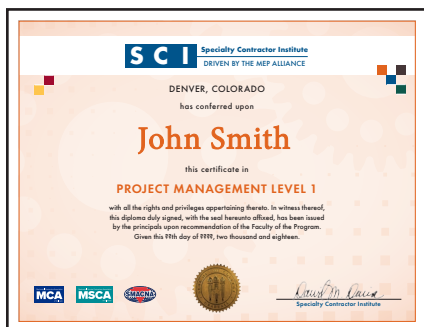 SCI
Specialty Contractor Institute
DRIVEN BY THE MEP ALLIANCE
DENVER, COLORADO
has conferred upon
John Smith
this certificate in
PROJECT MANAGEMENT LEVEL 1
with all the rights and privileges appertaining thereto. In witness thereof,
this diploma duly signed, with the seal hereunto affixed, has been issued
by the principals upon recommendation of the Faculty of the Program.
Given this ??th day of ????, two thousand and eighteen.
MCA
MSCA
SMACNA
David M. Davis
Specialty Contractor Institute